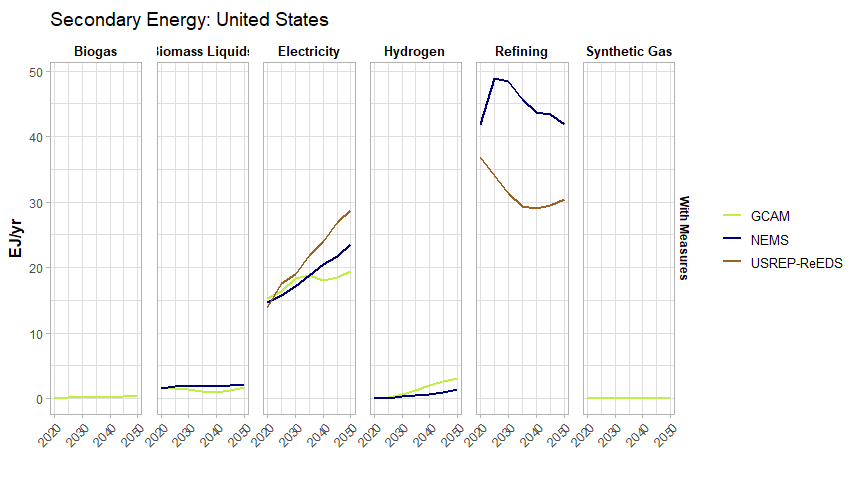 Secondary Energy: United States
Biogas
Biomass Liquids
Electricity
Hydrogen
Refining
Synthetic Gas
EJ/yr
50
40
30
20
10
0
2020 2030 2040 2050
2020 2030 2040 2050
2020 2030 2040 2050
2020 2030 2040 2050
2020 2030 2040 2050
2020 2030 2040 2050
With Measures
GCAM
NEMS
USREP-ReEDS